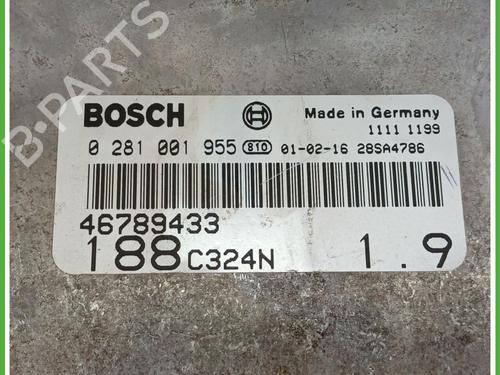 B-PARTS
BOSCH
Made in Germany
1111 1199
0 281 001 955 810 01-02-16 28SA4786
46789433
188 C324N 1.9